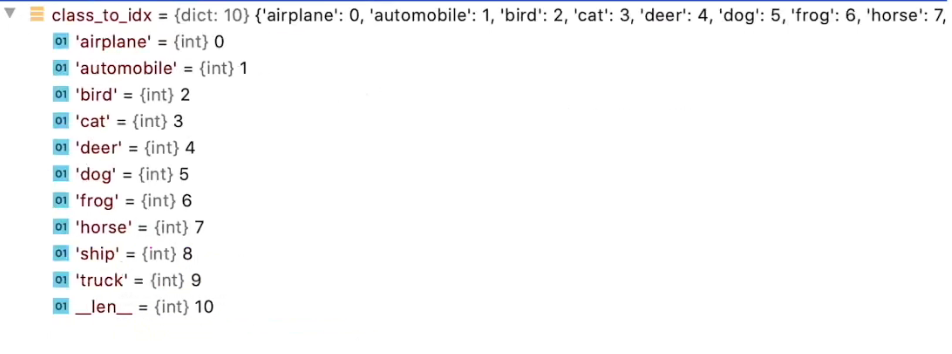 class_to_idx = {dict: 10} {'airplane': 0, 'automobile': 1, 'bird': 2, 'cat': 3, 'deer': 4, 'dog': 5, 'frog': 6, 'horse': 7,
01 'airplane' = {int} 0
01 'automobile' = {int} 1
01 'bird' = {int} 2
01 'cat' = {int} 3
01 'deer' = {int} 4
01 'dog' = {int} 5
01 'frog' = {int} 6
01 'horse' = {int} 7
01 'ship' = {int} 8
01 'truck' = {int} 9
01 __len__ = {int} 10